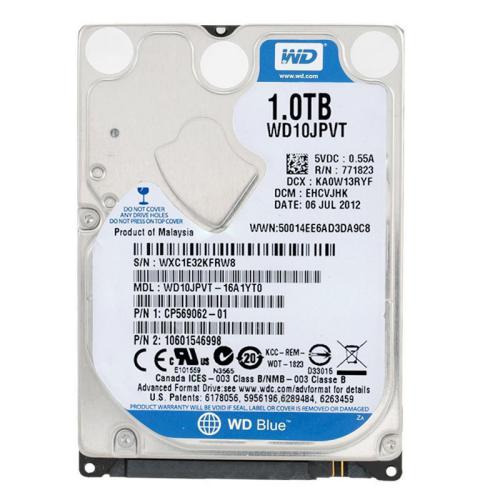 WD
www.wd.com
1.0TB
WD10JPVT
5VDC : 0.55A
R/N : 771823
DCX : KA0W13RYF
DCM : EHCVJHK
DATE: 06 JUL 2012
DO NOT COVER
ANY DRIVE HOLES
DO NOT PRESS ON TOP COVER
Product of Malaysia
WWN:50014EE6AD3DA9C8
S/N : WXC1E32KFRW8
MDL : WD10JPVT-16A1YT0
P/N 1: CP569062-01
P/N 2: 10601546998
E101559
N3565
KCC-REM-
WDT-1823
D33015
Canada ICES-003 Class B/NMB-003 Classe B
Advanced Format Drive:see www.wdc.com/advformat for details
U.S. Patents: 6178056, 5956196,6289484, 6263459
PRODUCT WARRANTY WILL BE VOID IF ANY SEAL, LABEL OR COVER IS REMOVED OR DAMAGED
WD Blue™
ZA